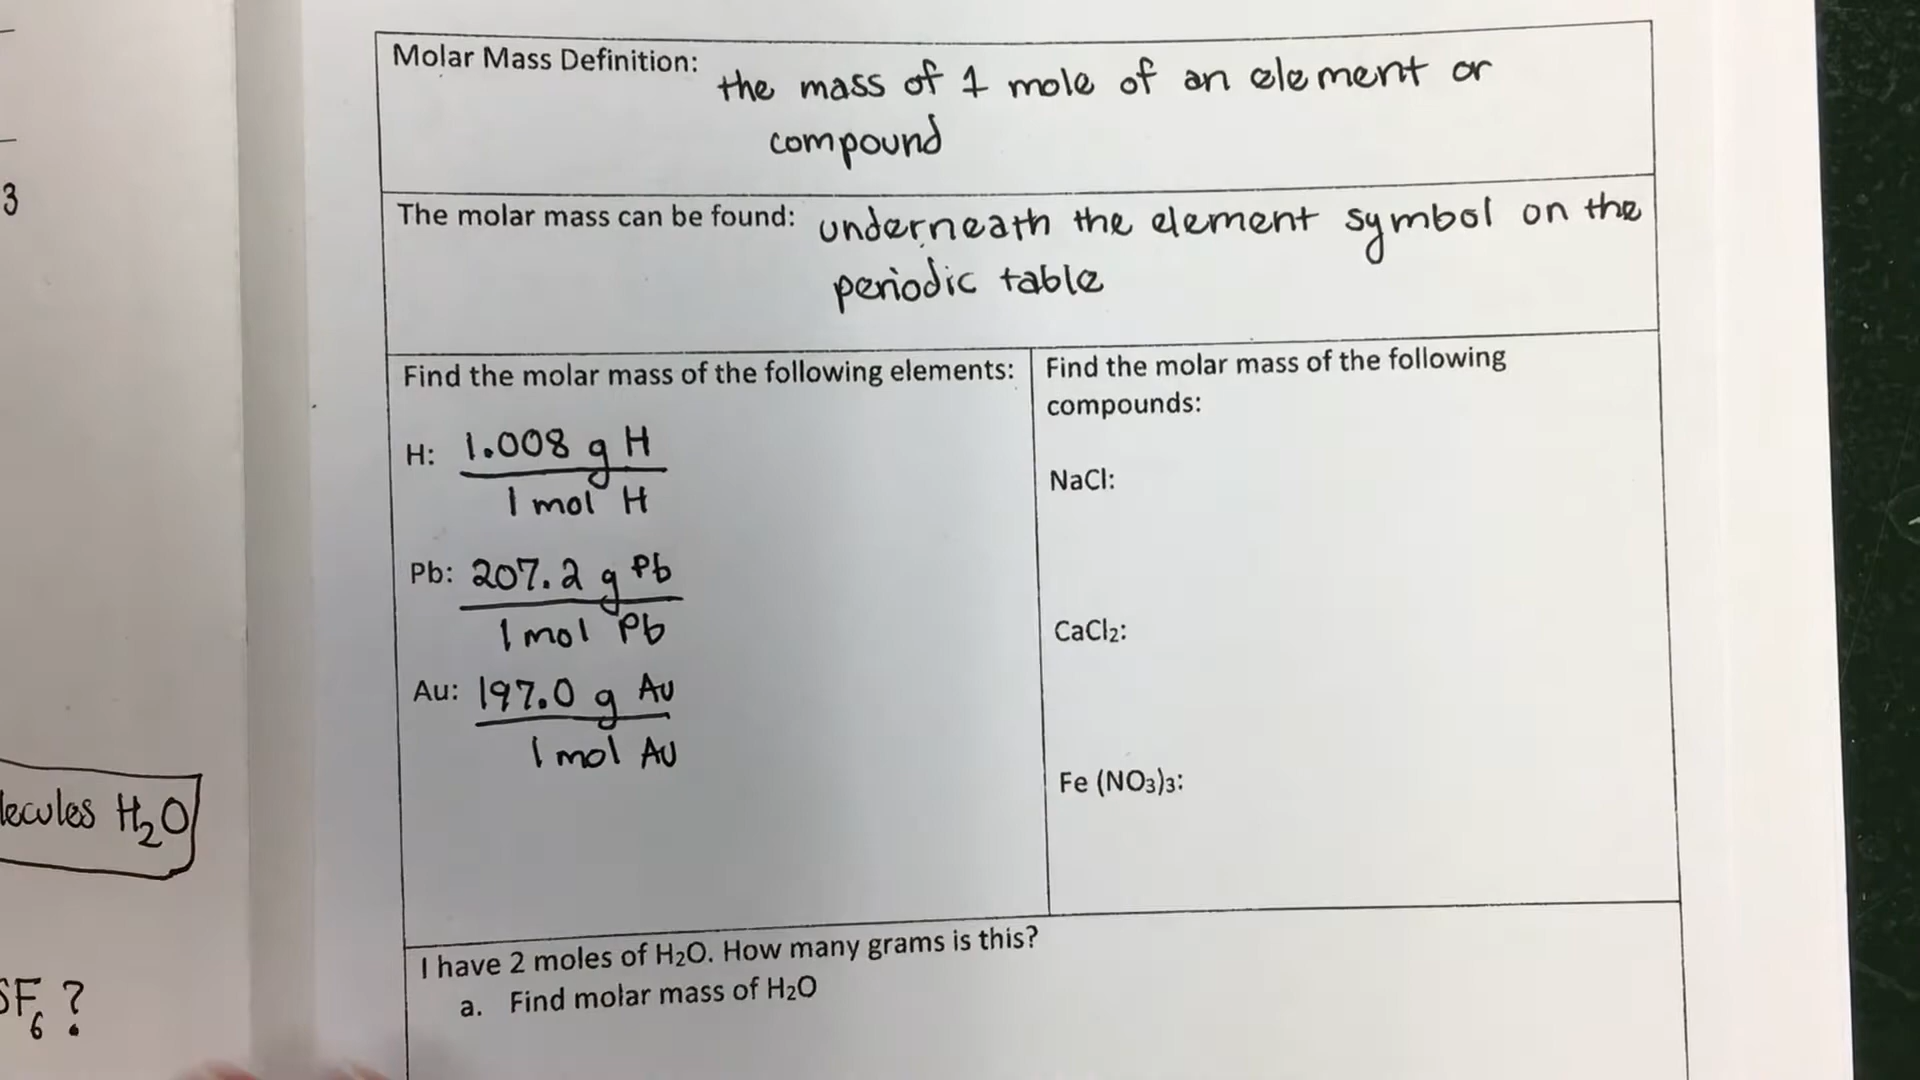 3
lecules H₂O
SF₆ ?
Molar Mass Definition: the mass of 1 mole of an element or
compound
The molar mass can be found: underneath the element symbol on the
periodic table
Find the molar mass of the following elements:
H: 1.008 g H
1 mol H
Pb: 207.2 g Pb
1 mol Pb
Au: 197.0 g Au
1 mol Au
Find the molar mass of the following
compounds:
NaCl:
CaCl₂:
Fe (NO₃)₃:
I have 2 moles of H₂O. How many grams is this?
a. Find molar mass of H₂O